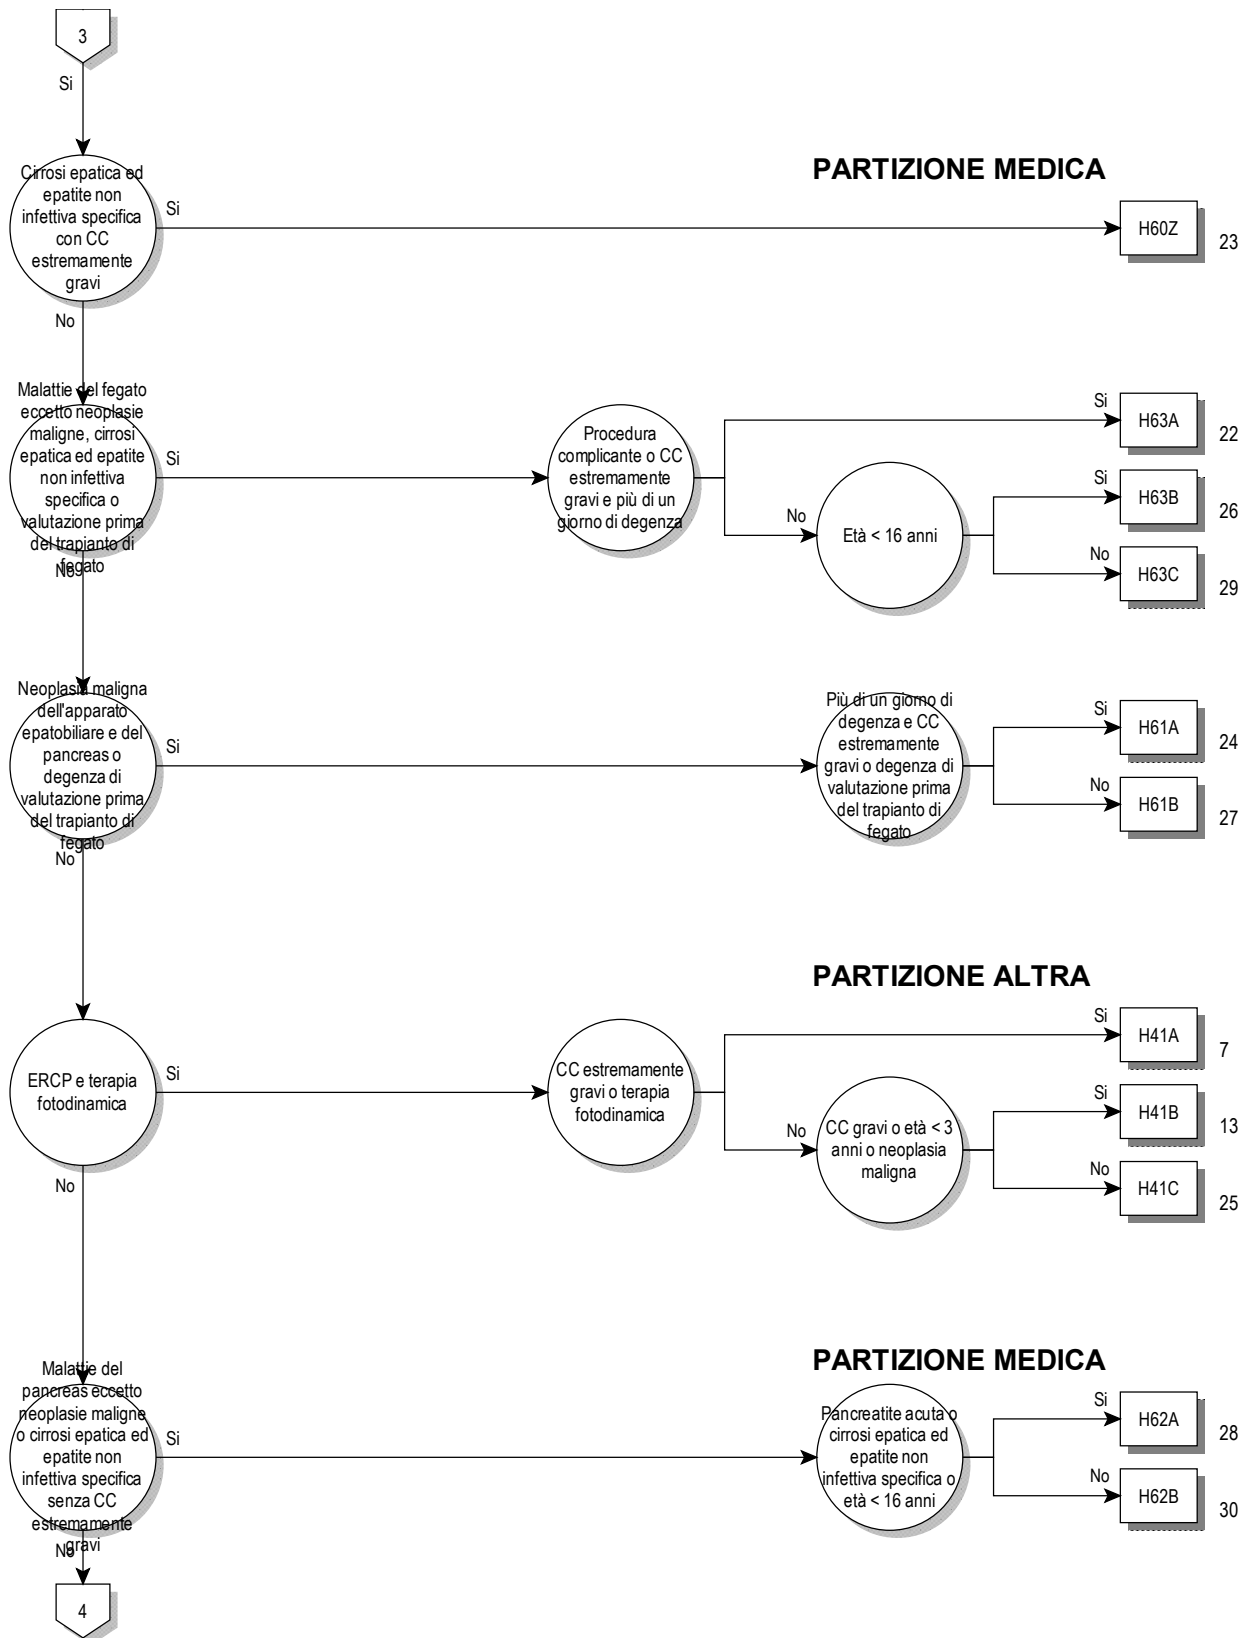 3
Si
PARTIZIONE MEDICA
Cirrosi epatica ed
epatite non
infettiva specifica
con CC
estremamente
gravi
Si
H60Z
23
No
Malattie del fegato
eccetto neoplasie
maligne, cirrosi
epatica ed epatite
non infettiva
specifica o
valutazione prima
del trapianto di
fegato
Si
Procedura
complicante o CC
estremamente
gravi e più di un
giorno di degenza
Si
H63A
22
No
Età < 16 anni
Si
H63B
26
No
H63C
29
No
Neoplasia maligna
dell'apparato
epatobiliare e del
pancreas o
degenza di
valutazione prima
del trapianto di
fegato
Si
Più di un giorno di
degenza e CC
estremamente
gravi o degenza di
valutazione prima
del trapianto di
fegato
Si
H61A
24
No
H61B
27
No
PARTIZIONE ALTRA
ERCP e terapia
fotodinamica
Si
CC estremamente
gravi o terapia
fotodinamica
Si
H41A
7
No
CC gravi o età < 3
anni o neoplasia
maligna
Si
H41B
13
No
H41C
25
No
PARTIZIONE MEDICA
Malattie del
pancreas eccetto
neoplasie maligne
o cirrosi epatica ed
epatite non
infettiva specifica
senza CC
estremamente
gravi
Si
Pancreatite acuta o
cirrosi epatica ed
epatite non
infettiva specifica o
età < 16 anni
Si
H62A
28
No
H62B
30
No
4